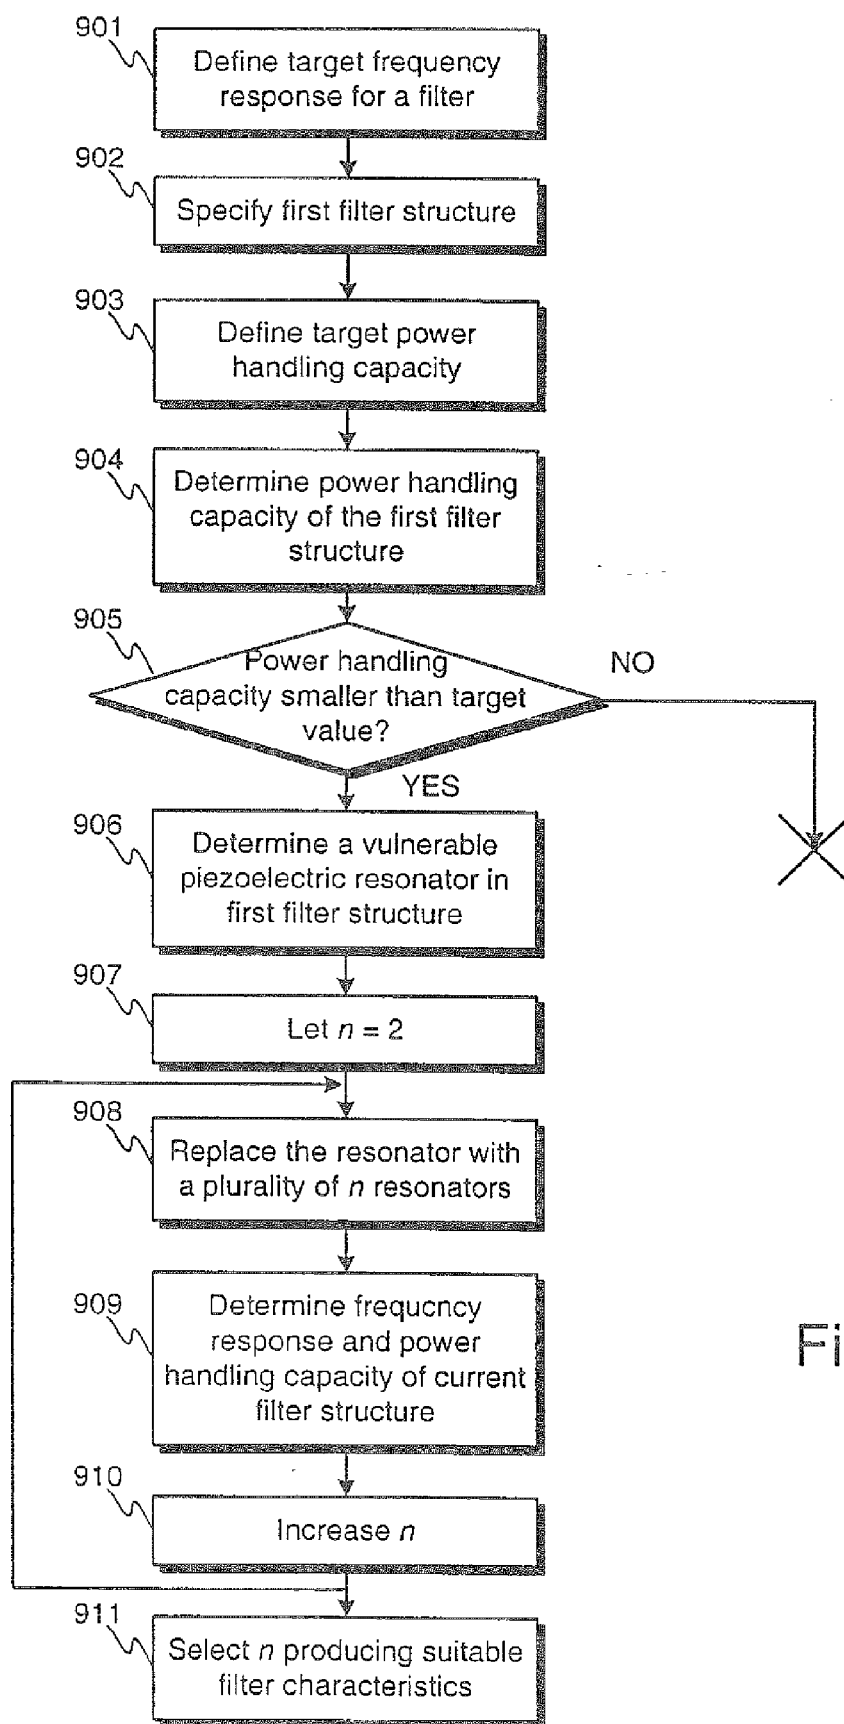 901
Define target frequency
response for a filter
902
Specify first filter structure
903
Define target power
handling capacity
904
Determine power handling
capacity of the first filter
structure
905
Power handling
capacity smaller than target
value?
NO
YES
906
Determine a vulnerable
piezoelectric resonator in
first filter structure
907
Let n = 2
908
Replace the resonator with
a plurality of n resonators
909
Determine frequency
response and power
handling capacity of current
filter structure
Fi
910
Increase n
911
Select n producing suitable
filter characteristics